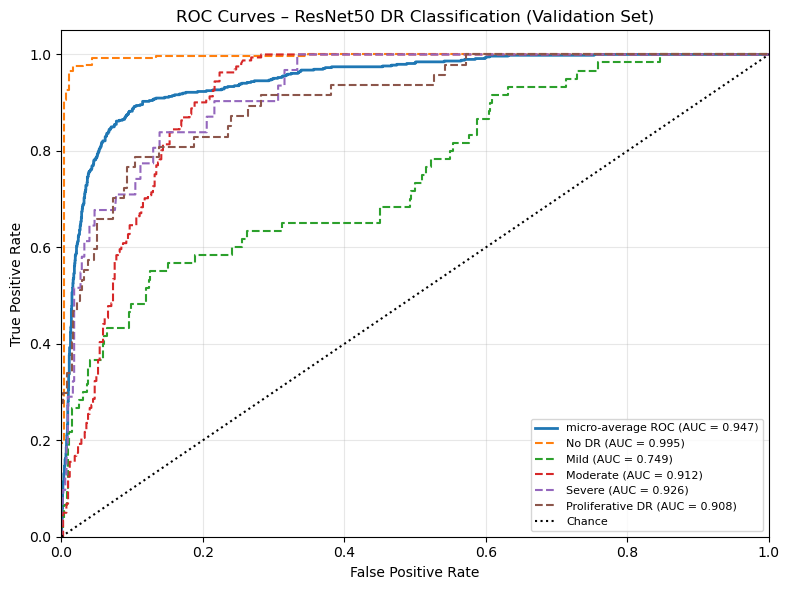 ROC Curves – ResNet50 DR Classification (Validation Set)
True Positive Rate
1.0
0.8
0.6
0.4
0.2
0.0
0.0 0.2 0.4 0.6 0.8 1.0
False Positive Rate
micro-average ROC (AUC = 0.947)
No DR (AUC = 0.995)
Mild (AUC = 0.749)
Moderate (AUC = 0.912)
Severe (AUC = 0.926)
Proliferative DR (AUC = 0.908)
Chance